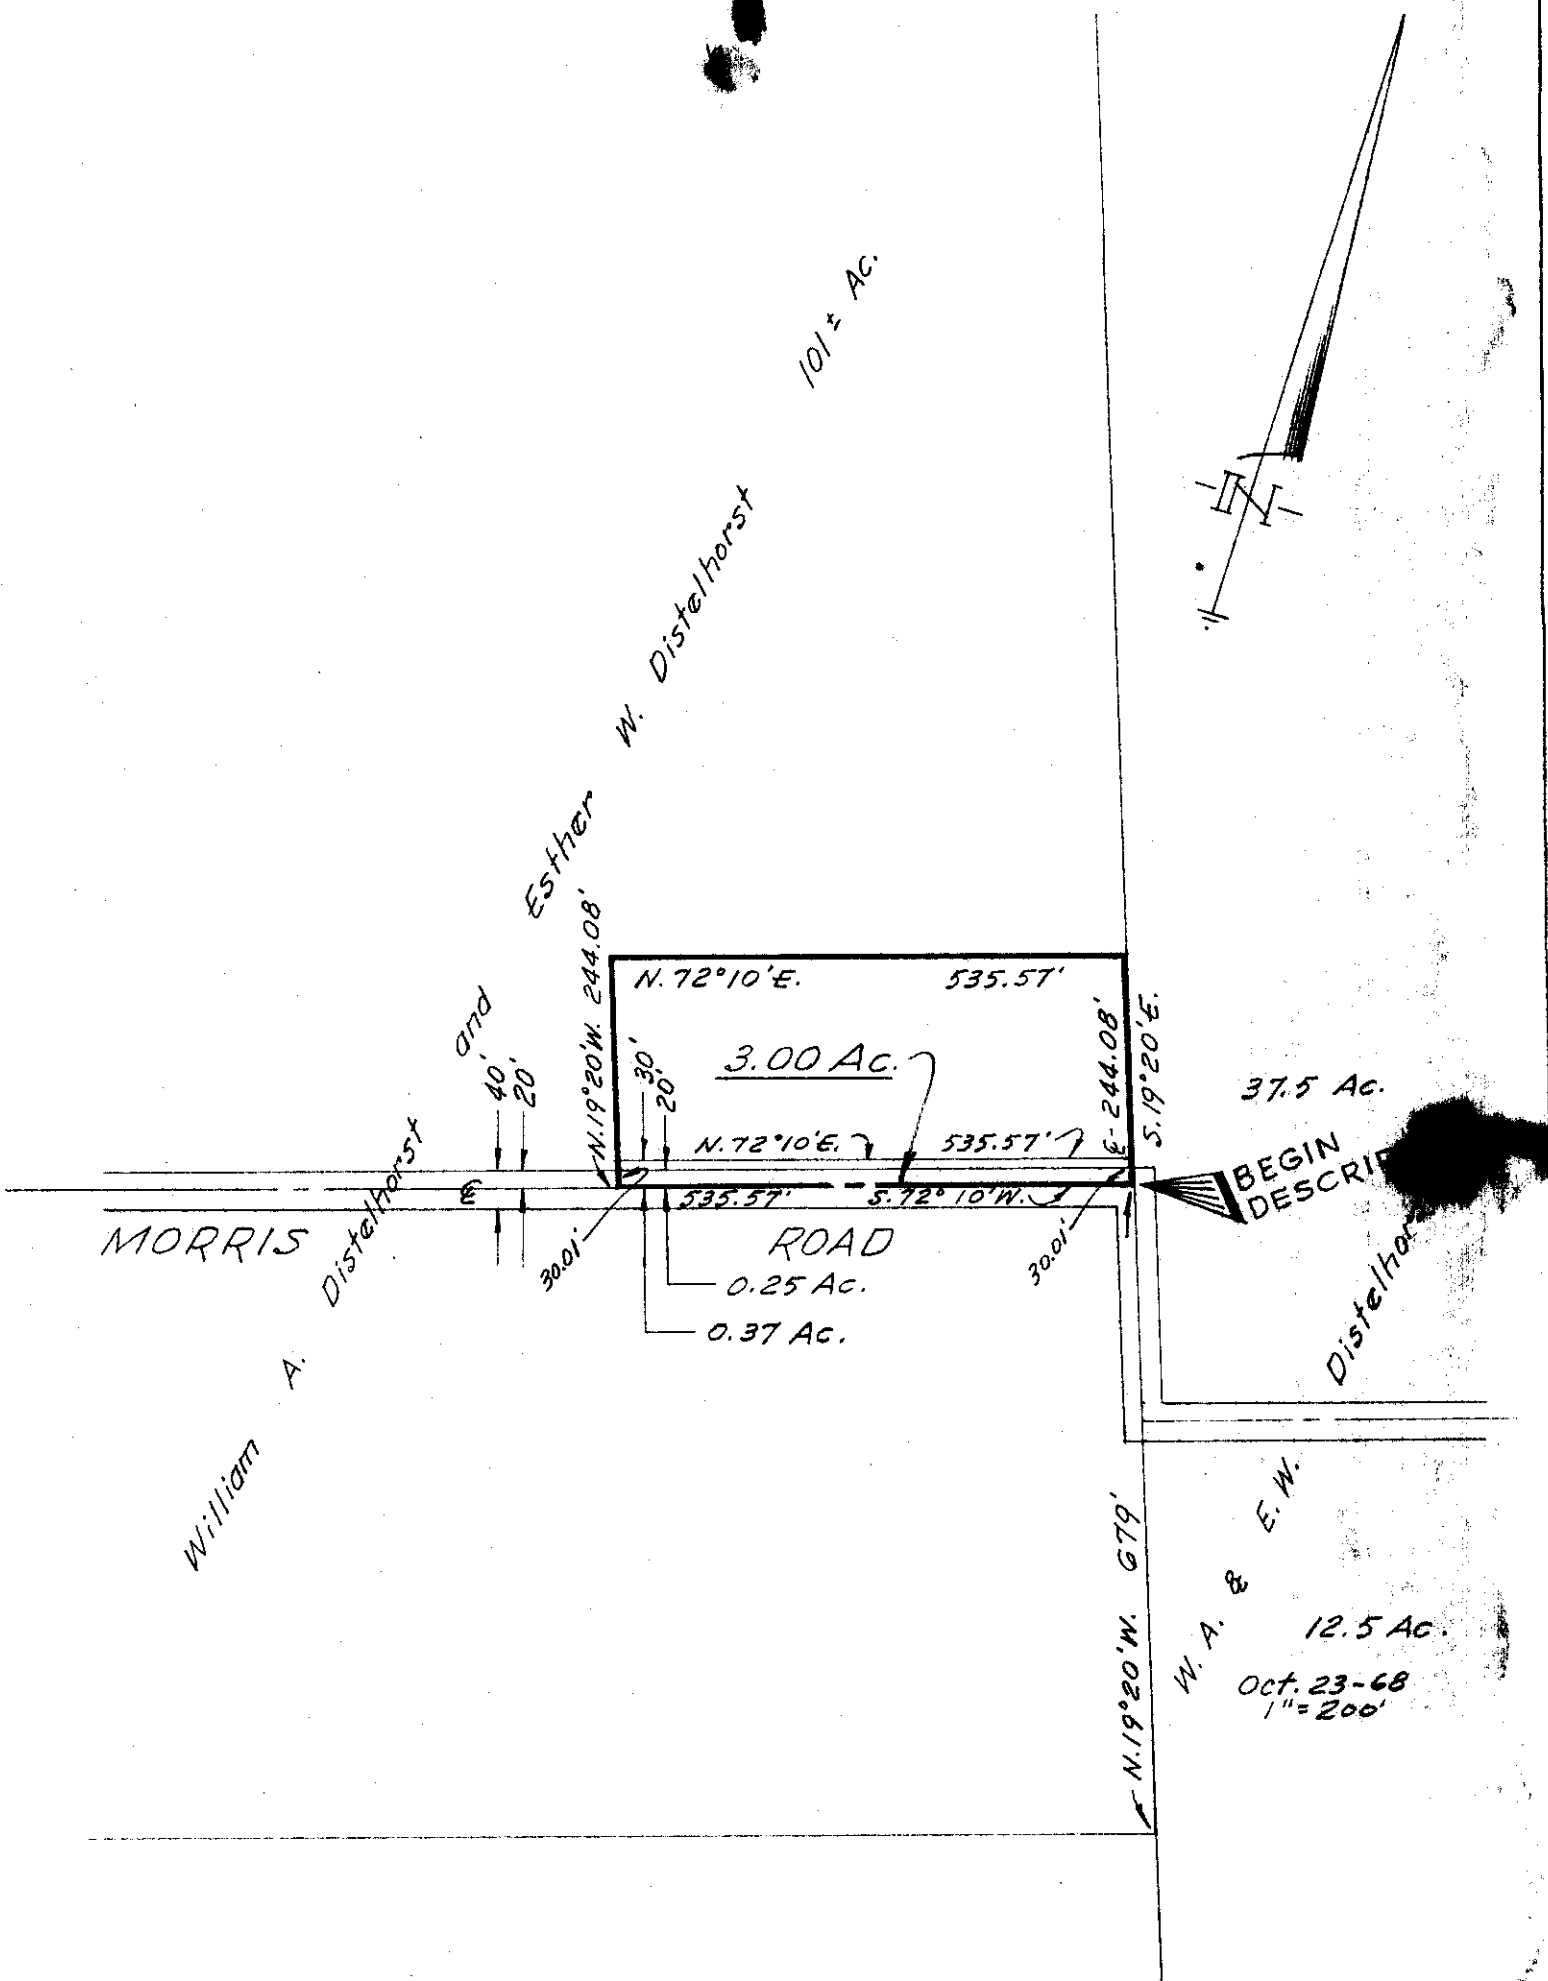 101± Ac.
William A. Distelhorst and Esther W. Distelhorst
N
N. 72°10'E. 535.57'
N.19°20'W. 244.08'
40'
20'
30'
20'
3.00 Ac.
℄ - 244.08'
S.19°20'E.
37.5 Ac.
N.72°10'E. 535.57'
BEGIN
℄
535.57' S.72°10'W.
MORRIS ROAD
30.01'
30.01'
0.25 Ac.
0.37 Ac.
W. A. & E. W.
N.19°20'W. 679'
12.5 Ac.
Oct. 23-68
1"=200'